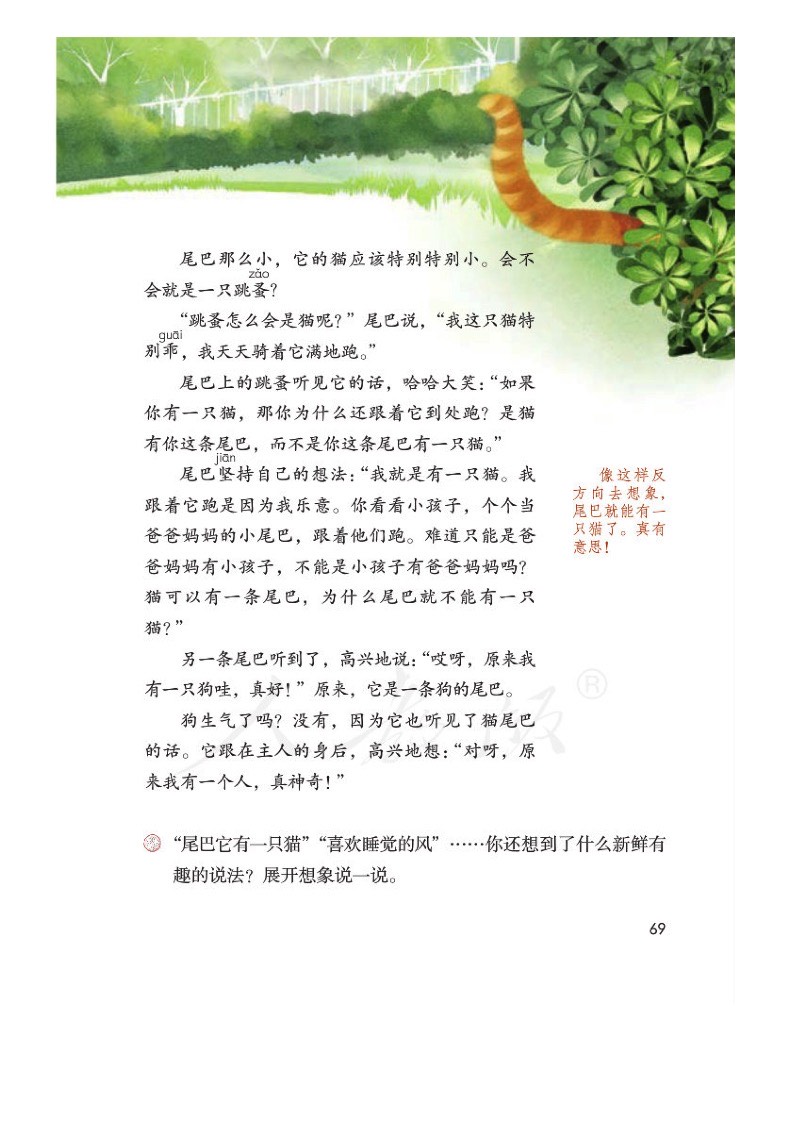 尾巴那么小，它的猫应该特别特别小。会不
zǎo
会就是一只跳蚤？
“跳蚤怎么会是猫呢？”尾巴说，“我这只猫特
guāi
别乖，我天天骑着它满地跑。”
尾巴上的跳蚤听见它的话，哈哈大笑：“如果
你有一只猫，那你为什么还跟着它到处跑？是猫
有你这条尾巴，而不是你这条尾巴有一只猫。”
jiān
尾巴坚持自己的想法：“我就是有一只猫。我
跟着它跑是因为我乐意。你看看小孩子，个个当
爸爸妈妈的小尾巴，跟着他们跑。难道只能是爸
爸妈妈有小孩子，不能是小孩子有爸爸妈妈吗？
猫可以有一条尾巴，为什么尾巴就不能有一只
猫？”
像这样反
方向去想象，
尾巴就能有一
只猫了。真有
意思！
另一条尾巴听到了，高兴地说：“哎呀，原来我
有一只狗哇，真好！”原来，它是一条狗的尾巴。
狗生气了吗？没有，因为它也听见了猫尾巴
的话。它跟在主人的身后，高兴地想：“对呀，原
来我有一个人，真神奇！”
人教版®
“尾巴它有一只猫”“喜欢睡觉的风”……你还想到了什么新鲜有
趣的说法？展开想象说一说。
69